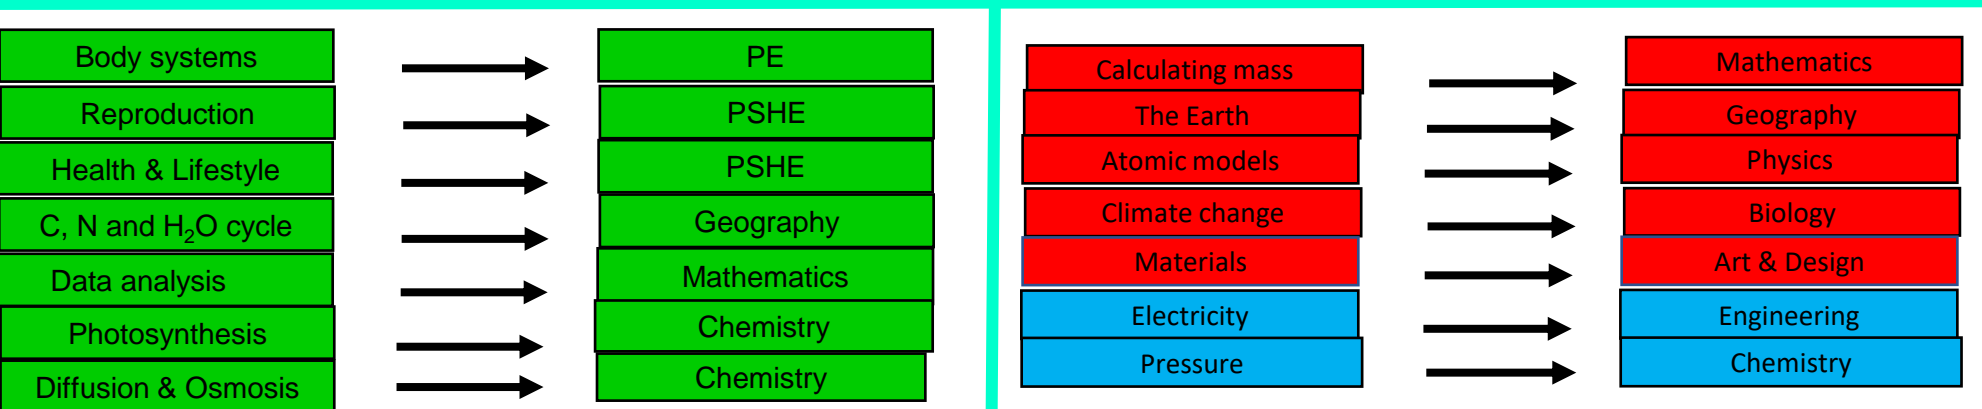 Body systems
PE
Reproduction
PSHE
Health & Lifestyle
PSHE
C, N and H₂O cycle
Geography
Data analysis
Mathematics
Photosynthesis
Chemistry
Diffusion & Osmosis
Chemistry
Calculating mass
Mathematics
The Earth
Geography
Atomic models
Physics
Climate change
Biology
Materials
Art & Design
Electricity
Engineering
Pressure
Chemistry